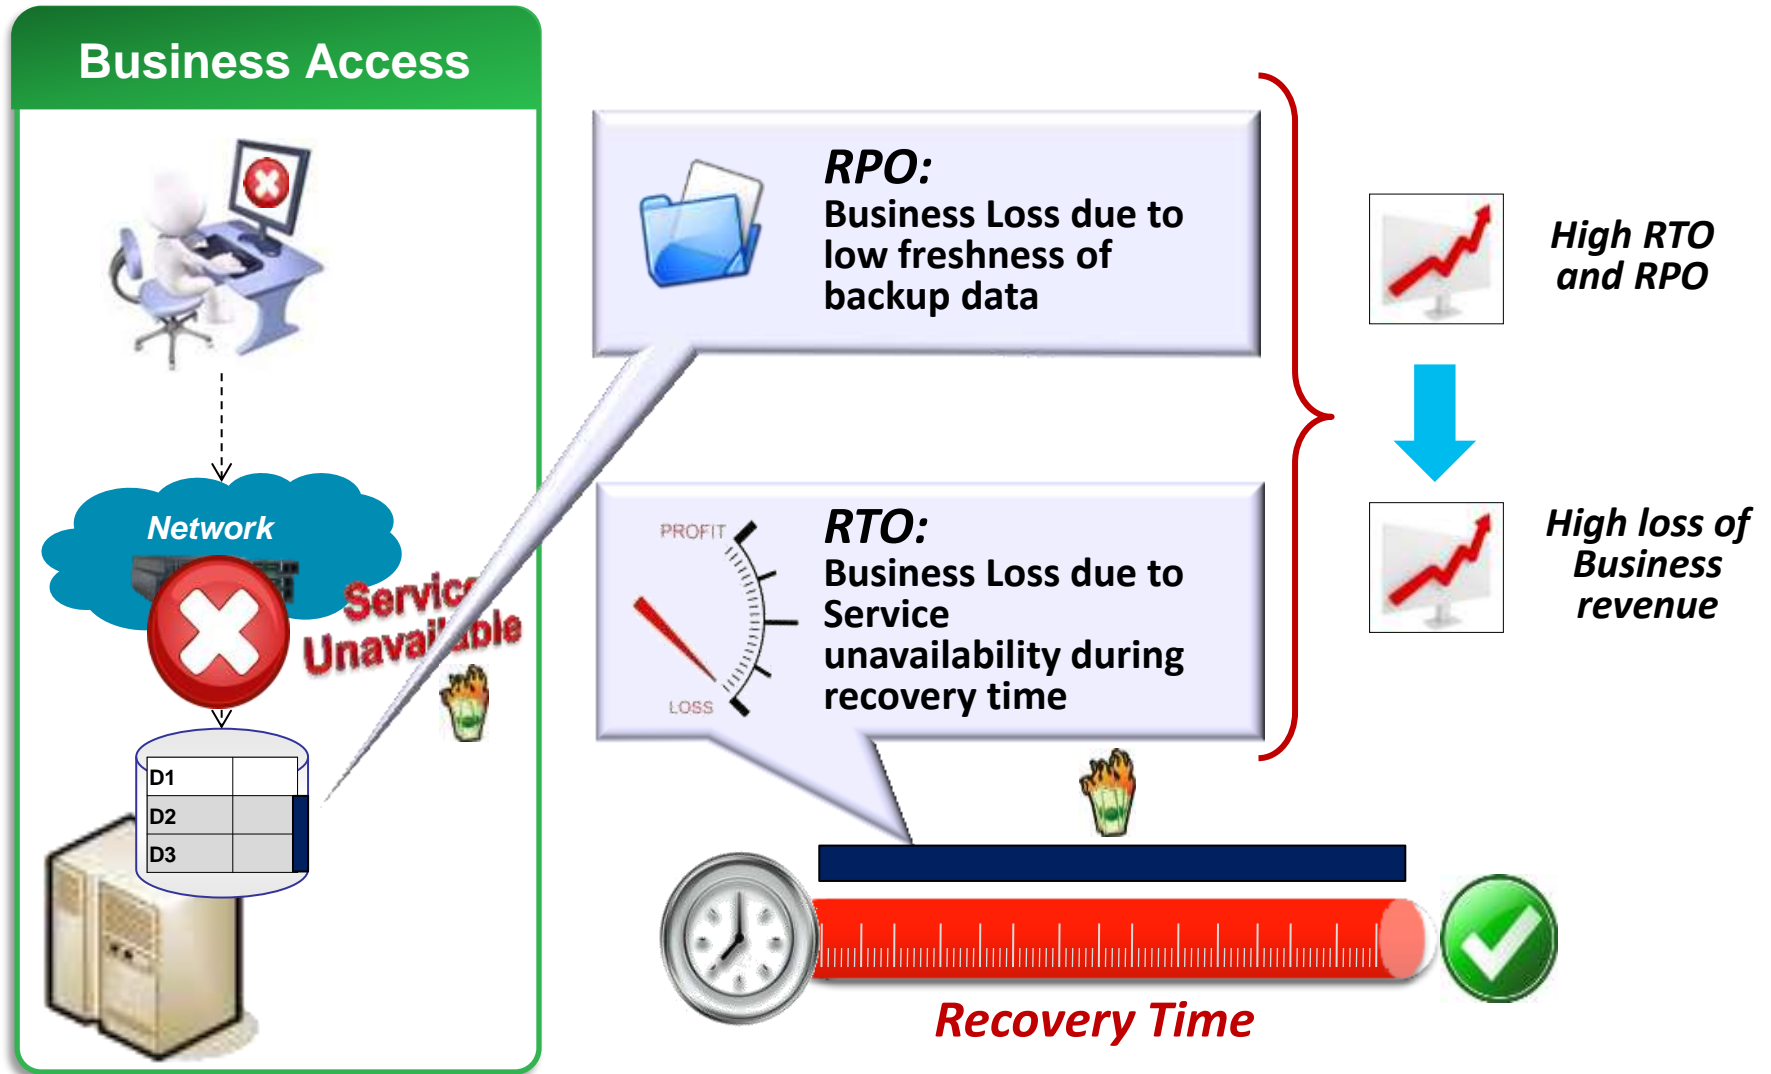 Business Access
Network
Service
Unavailable
D1
D2
D3
RPO:
Business Loss due to
low freshness of
backup data
PROFIT
LOSS
RTO:
Business Loss due to
Service
unavailability during
recovery time
Recovery Time
High RTO
and RPO
High loss of
Business
revenue